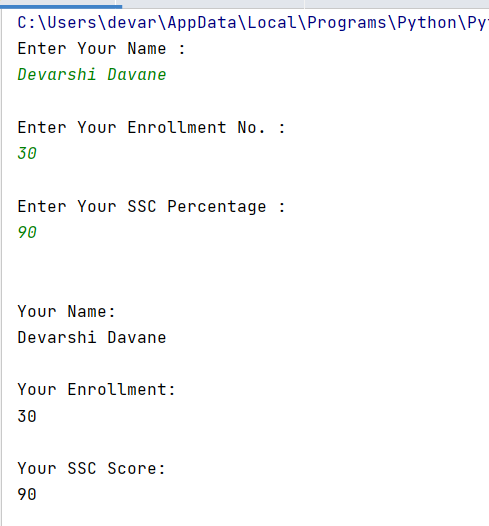 C:\Users\devar\AppData\Local\Programs\Python\Pyt
Enter Your Name :
Devarshi Davane
Enter Your Enrollment No. :
30
Enter Your SSC Percentage :
90
Your Name:
Devarshi Davane
Your Enrollment:
30
Your SSC Score:
90